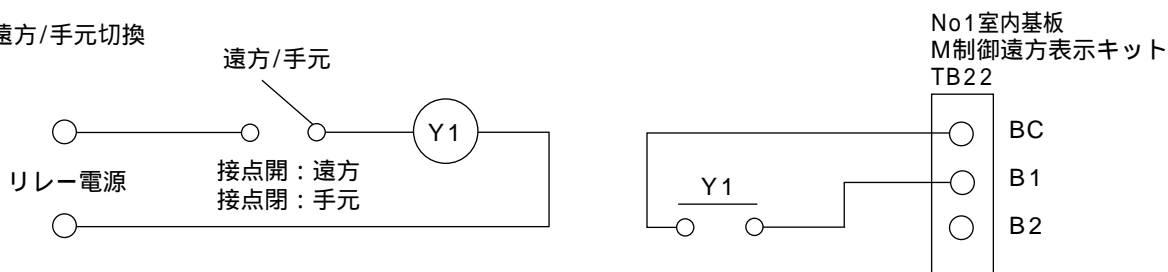 遠方/手元切換
遠方/手元
Y1
リレー電源
接点開：遠方
接点閉：手元
No1室内基板
M制御遠方表示キット
TB22
BC
B1
B2
Y1